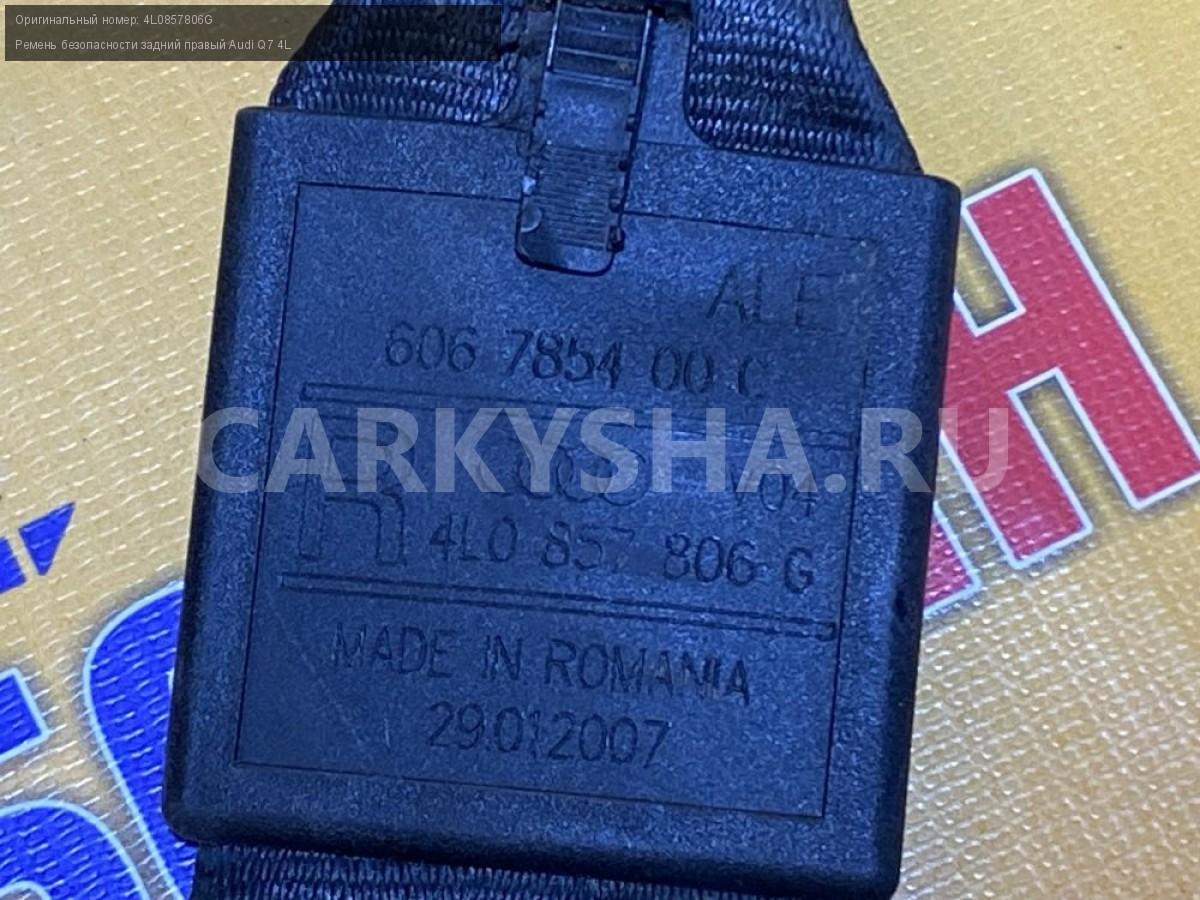 Оригинальный номер: 4L0857806G
Ремень безопасности задний правый Audi Q7 4L
ALE
606 7854 00 C
CARKYSHA.RU
04
4L0 857 806 G
MADE IN ROMANIA
29.01.2007